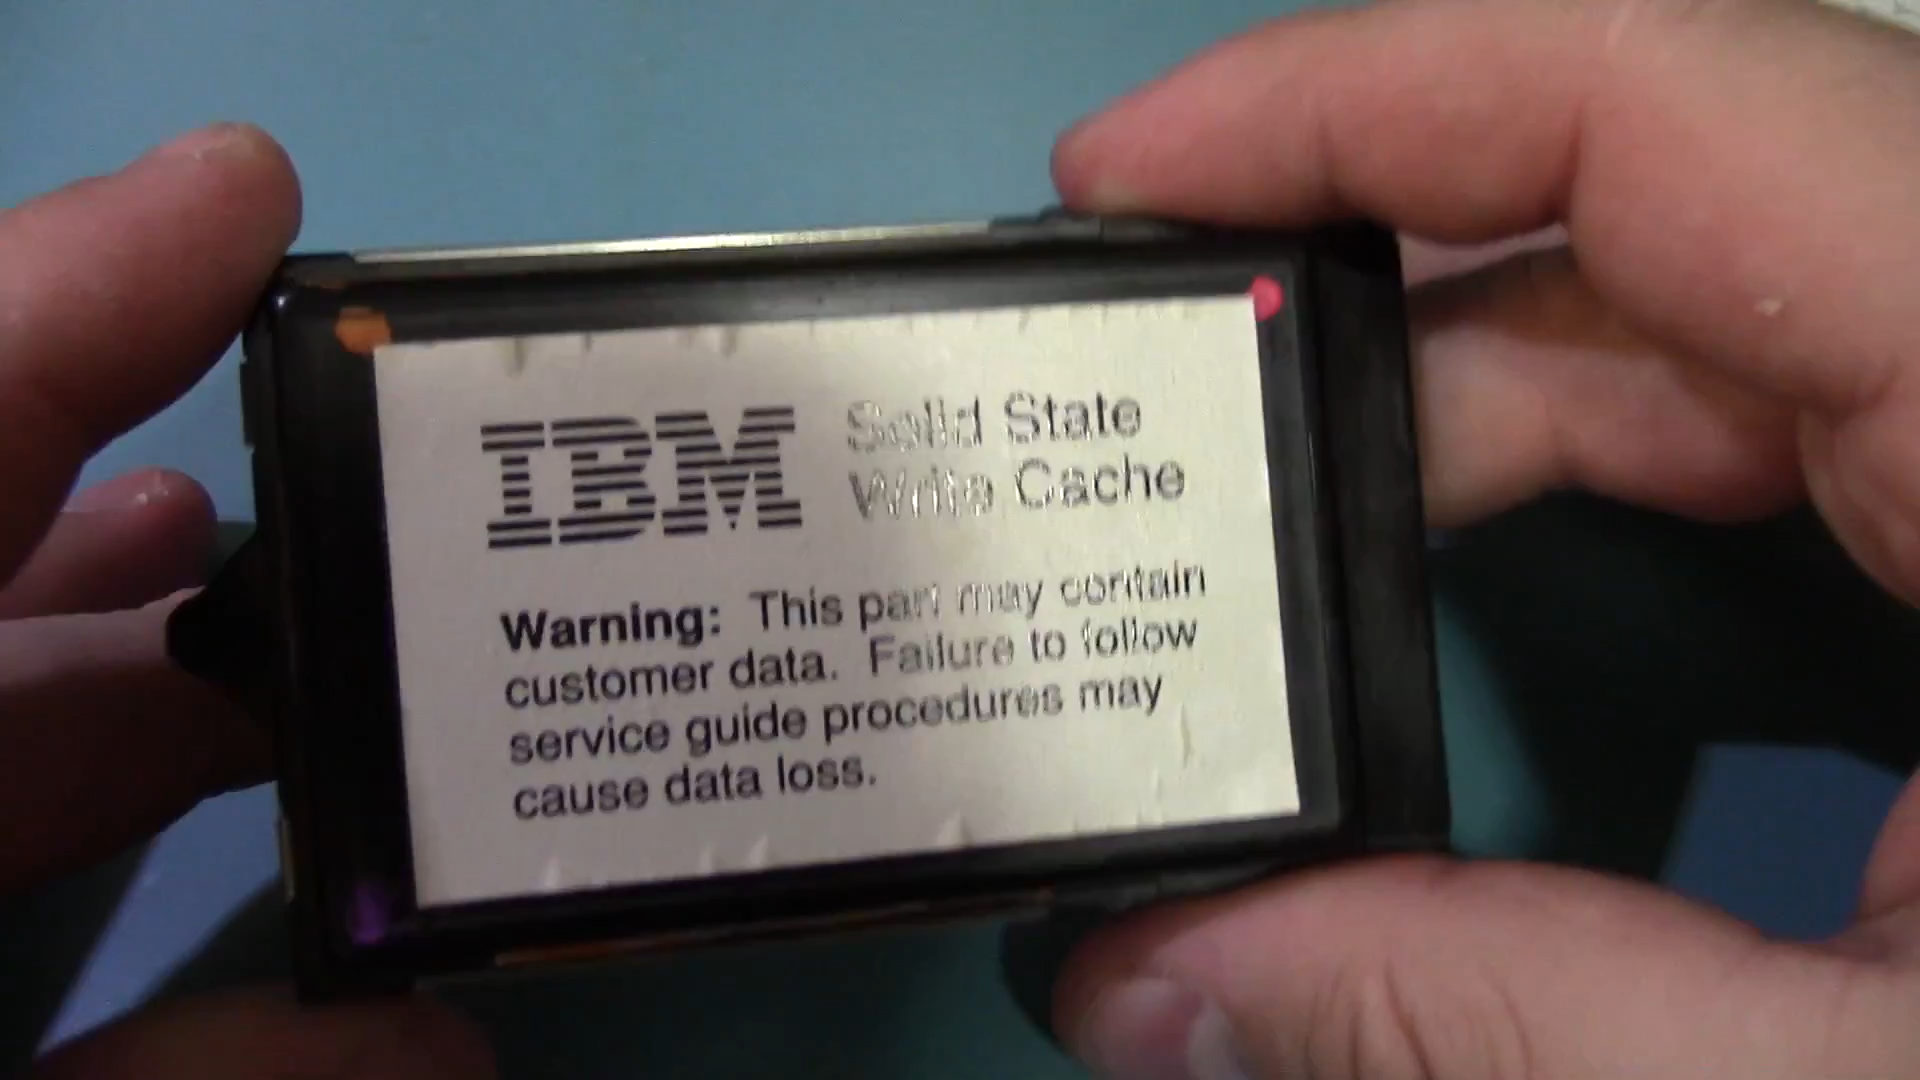 IBM Solid State
Write Cache
Warning: This part may contain
customer data. Failure to follow
service guide procedures may
cause data loss.